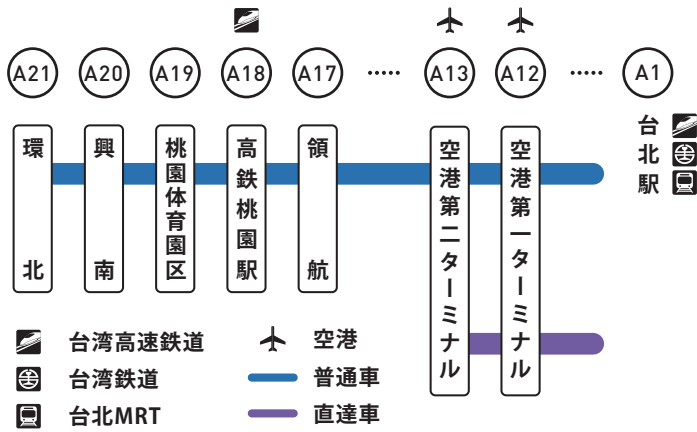 A21 A20 A19 A18 A17 ····· A13 A12 ····· A1
環北
興南
桃園体育園区
高鉄桃園駅
領航
空港第二ターミナル
空港第一ターミナル
台北駅
台湾高速鉄道
台湾鉄道
台北MRT
空港
普通車
直達車